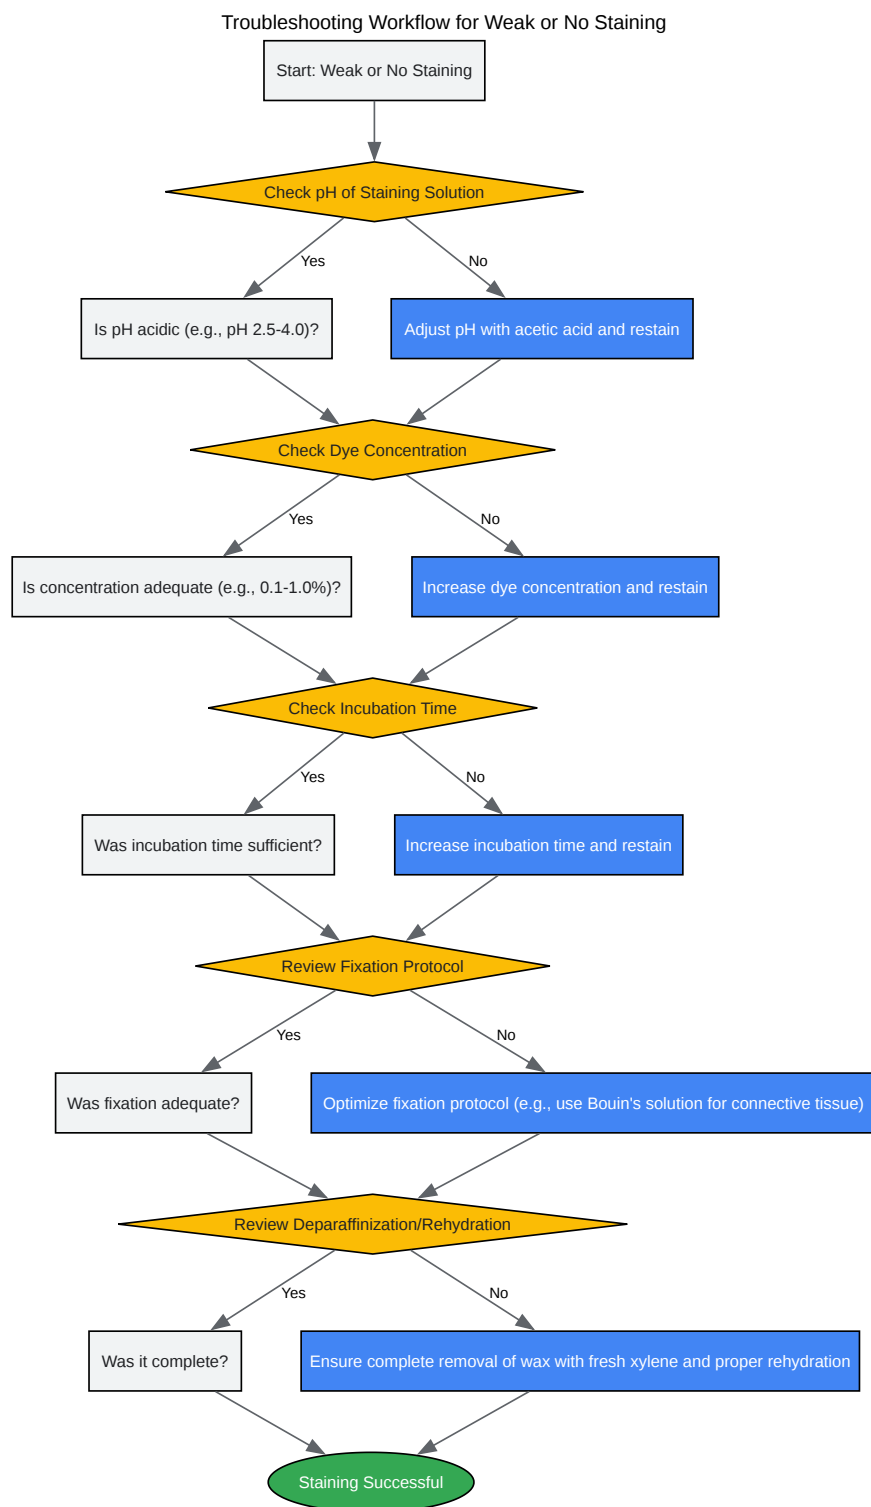 Troubleshooting Workflow for Weak or No Staining
Start: Weak or No Staining
Check pH of Staining Solution
Yes
No
Is pH acidic (e.g., pH 2.5-4.0)?
Adjust pH with acetic acid and restain
Check Dye Concentration
Yes
No
Is concentration adequate (e.g., 0.1-1.0%)?
Increase dye concentration and restain
Check Incubation Time
Yes
No
Was incubation time sufficient?
Increase incubation time and restain
Review Fixation Protocol
Yes
No
Was fixation adequate?
Optimize fixation protocol (e.g., use Bouin's solution for connective tissue)
Review Deparaffinization/Rehydration
Yes
No
Was it complete?
Ensure complete removal of wax with fresh xylene and proper rehydration
Staining Successful